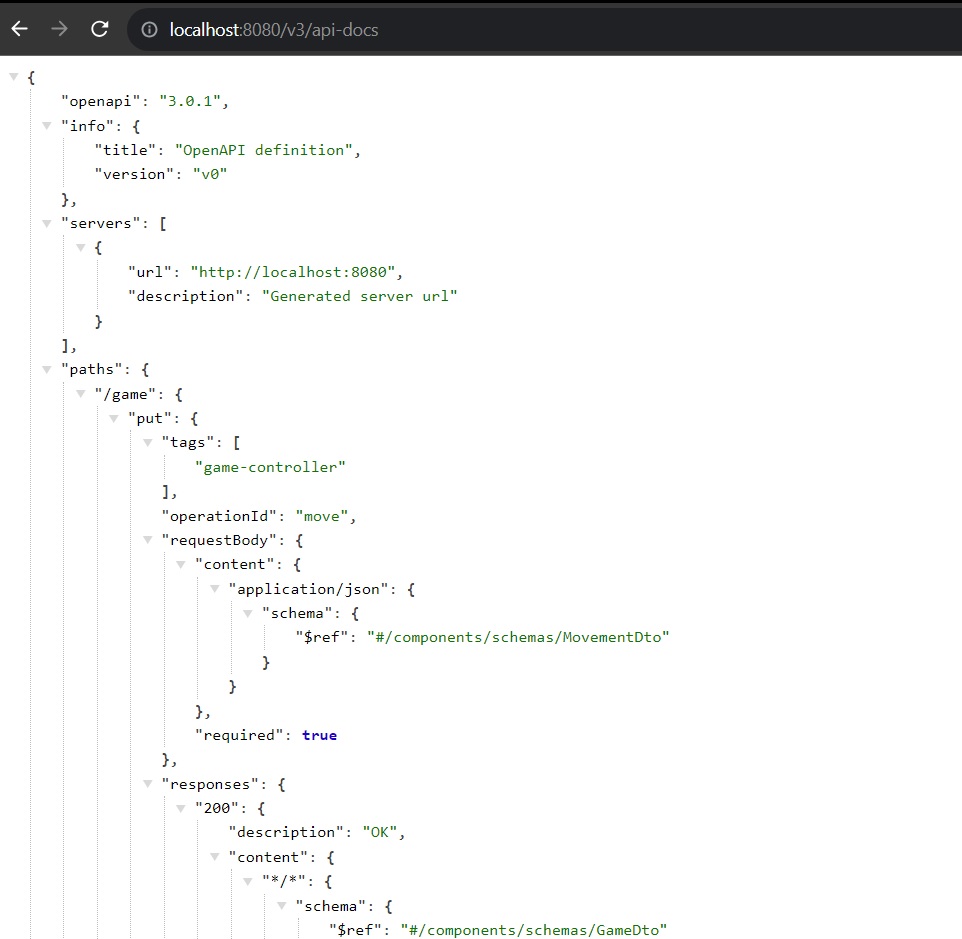 localhost:8080/v3/api-docs
{
"openapi": "3.0.1",
"info": {
"title": "OpenAPI definition",
"version": "v0"
},
"servers": [
{
"url": "http://localhost:8080",
"description": "Generated server url"
}
],
"paths": {
"/game": {
"put": {
"tags": [
"game-controller"
],
"operationId": "move",
"requestBody": {
"content": {
"application/json": {
"schema": {
"$ref": "#/components/schemas/MovementDto"
}
}
},
"required": true
},
"responses": {
"200": {
"description": "OK",
"content": {
"*/*": {
"schema": {
"$ref": "#/components/schemas/GameDto"